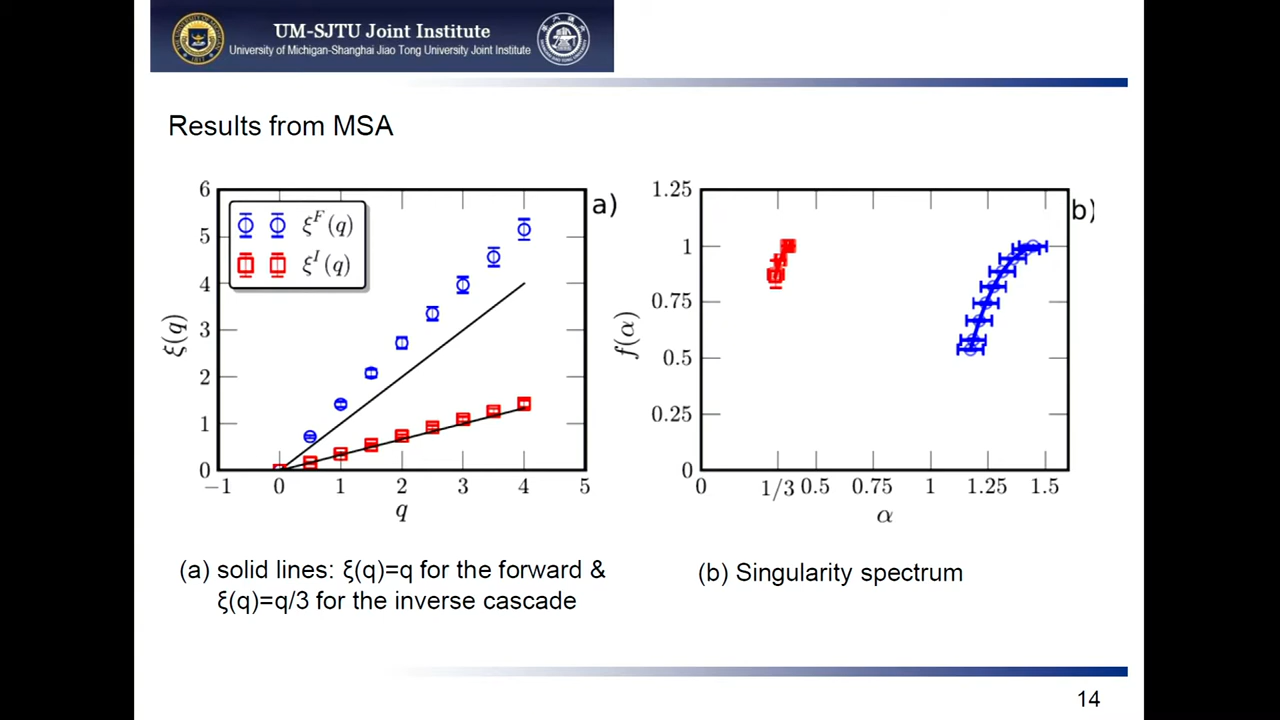 UM-SJTU Joint Institute
University of Michigan-Shanghai Jiao Tong University Joint Institute
Results from MSA
6
5
4
3
2
1
0
ξ(q)
ξ^F(q)
ξ^I(q)
a)
−1 0 1 2 3 4 5
q
1.25
1
0.75
0.5
0.25
0
f(α)
b)
0 1/3 0.5 0.75 1 1.25 1.5
α
(a) solid lines: ξ(q)=q for the forward &
ξ(q)=q/3 for the inverse cascade
(b) Singularity spectrum
14